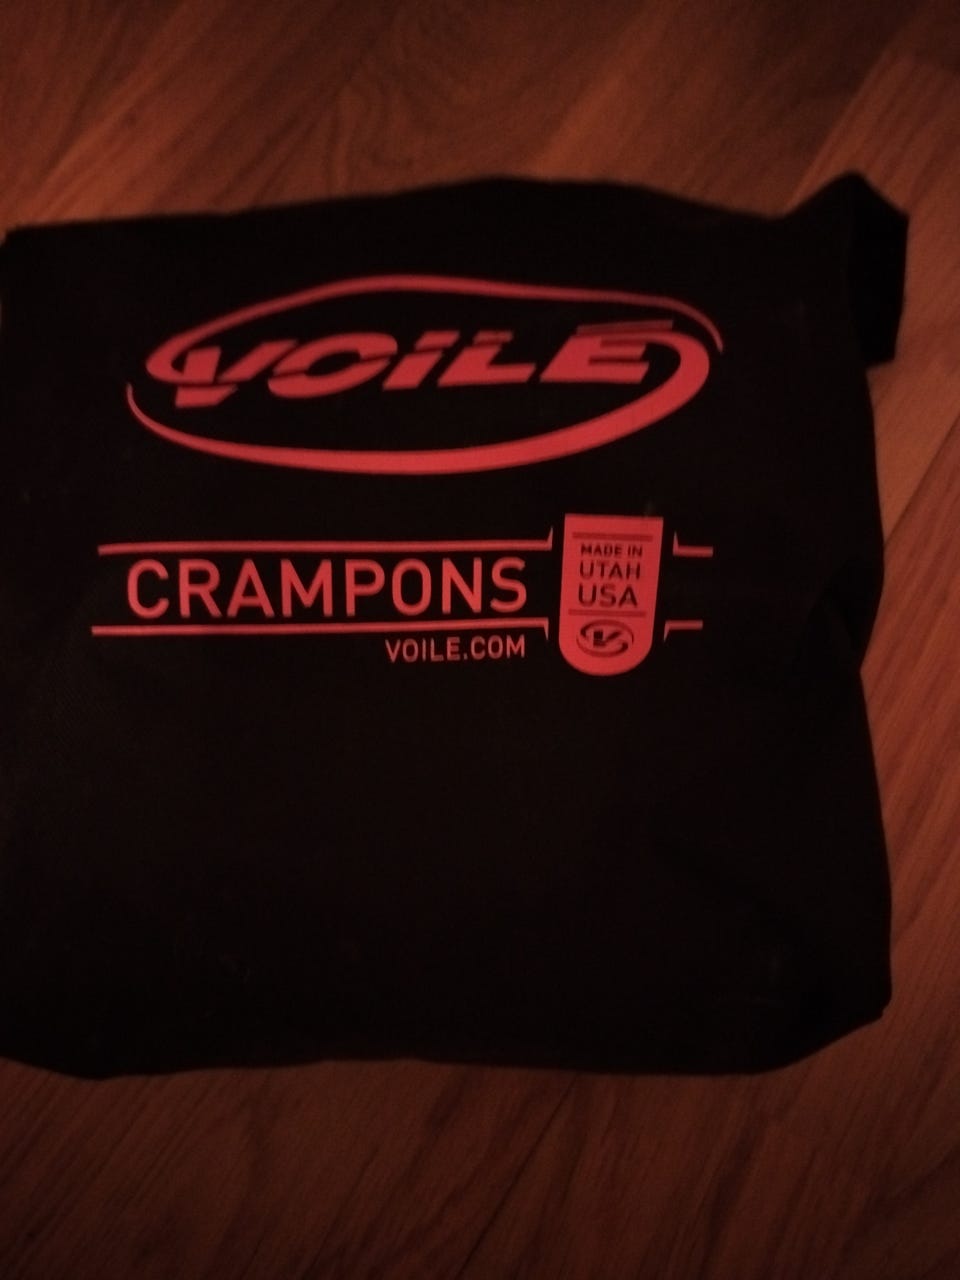 VOILÉ
CRAMPONS
VOILE.COM
MADE IN
UTAH
USA
V